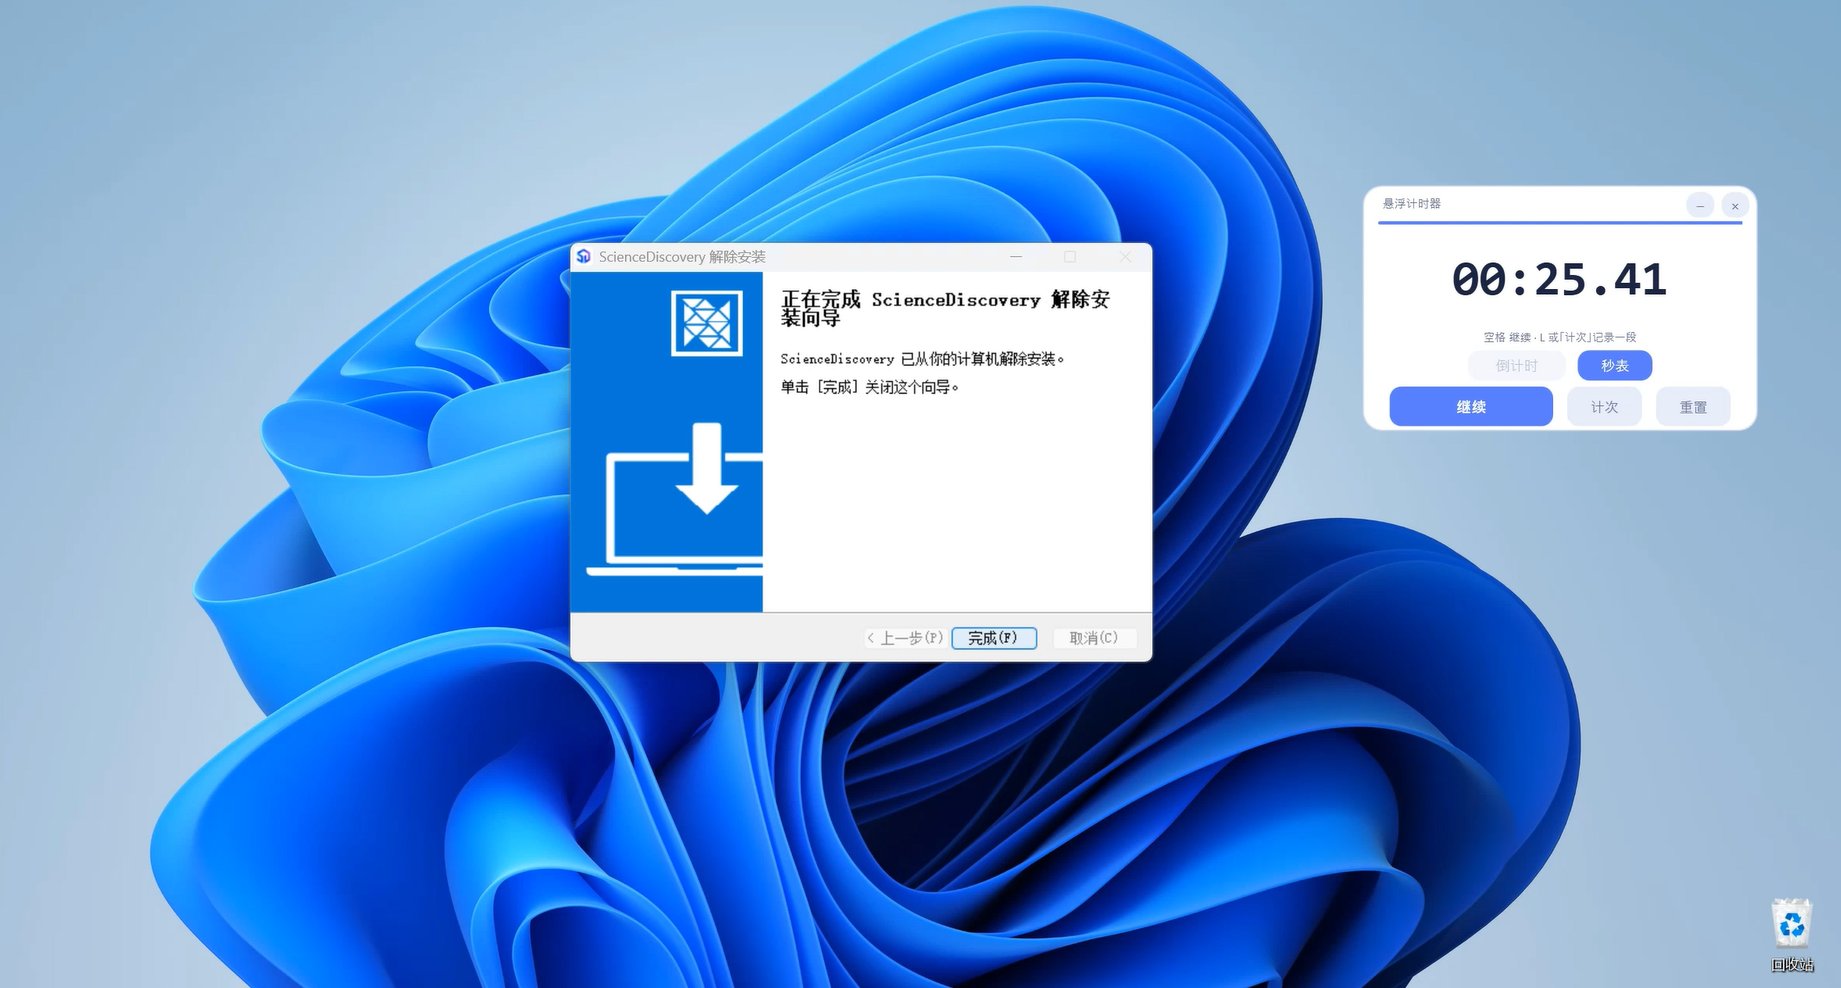 ScienceDiscovery 解除安装
正在完成 ScienceDiscovery 解除安
装向导
ScienceDiscovery 已从你的计算机解除安装。
单击 [完成] 关闭这个向导。
< 上一步(P)
完成(F)
取消(C)
悬浮计时器
00:25.41
空格 继续 · L 或「计次」记录一段
倒计时
秒表
继续
计次
重置
回收站